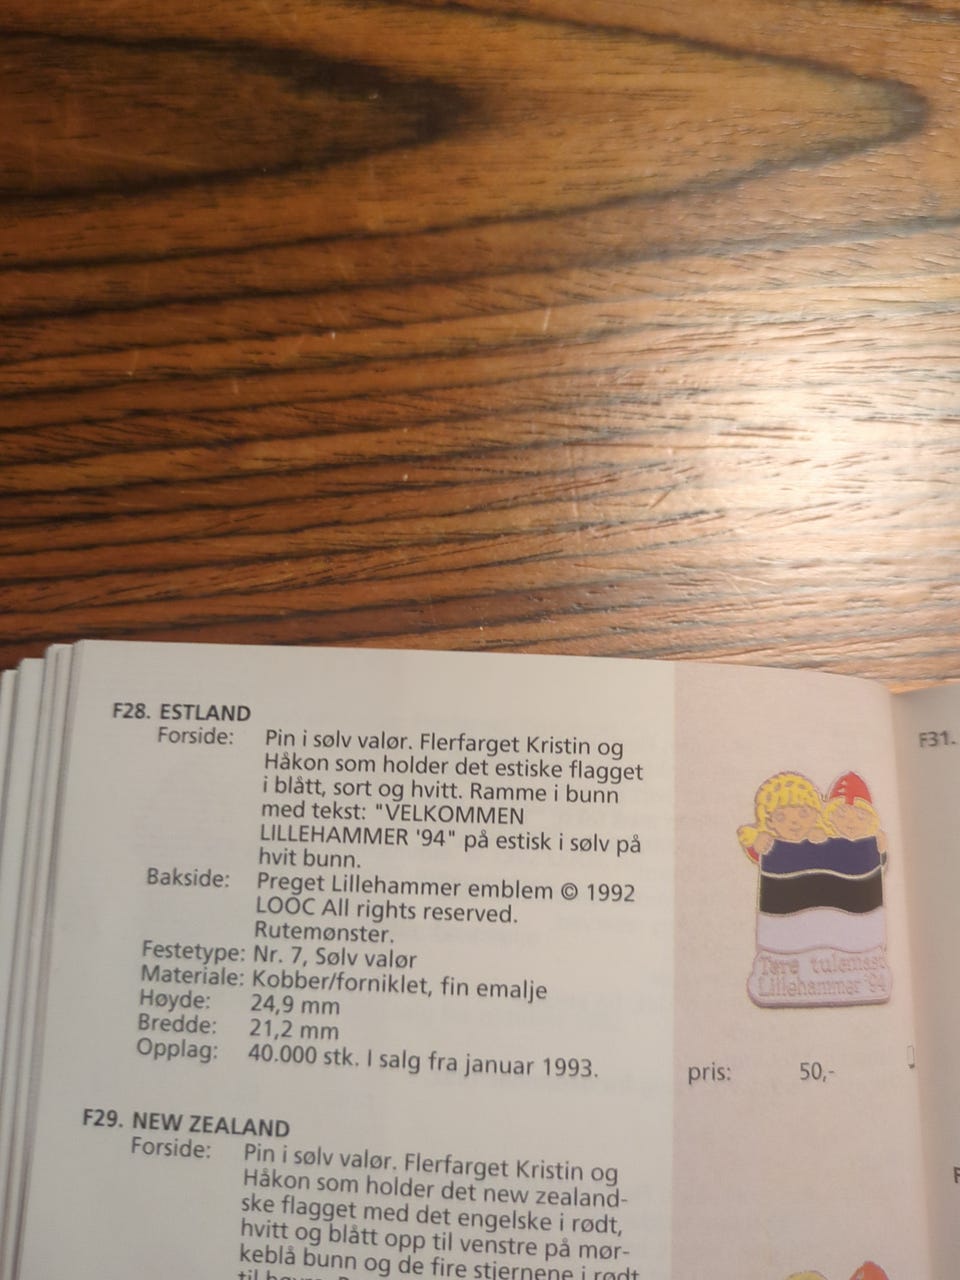 F28. ESTLAND
Forside: Pin i sølv valør. Flerfarget Kristin og
Håkon som holder det estiske flagget
i blått, sort og hvitt. Ramme i bunn
med tekst: "VELKOMMEN
LILLEHAMMER '94" på estisk i sølv på
hvit bunn.
Bakside: Preget Lillehammer emblem © 1992
LOOC All rights reserved.
Rutemønster.
Festetype: Nr. 7, Sølv valør
Materiale: Kobber/forniklet, fin emalje
Høyde: 24,9 mm
Bredde: 21,2 mm
Opplag: 40.000 stk. I salg fra januar 1993.
Tere tulemast
Lillehammer '94
pris: 50,-
F29. NEW ZEALAND
Forside: Pin i sølv valør. Flerfarget Kristin og
Håkon som holder det new zealand-
ske flagget med det engelske i rødt,
hvitt og blått opp til venstre på mør-
keblå bunn og de fire stjernene i rødt
F31.